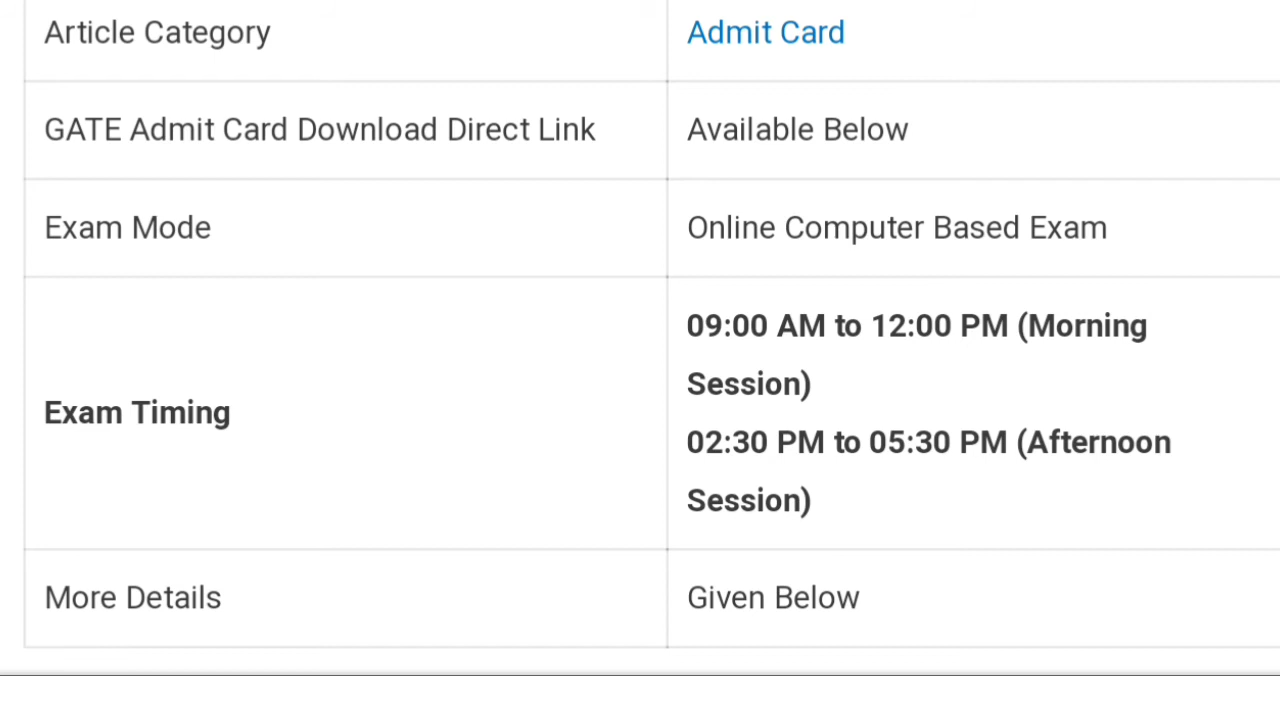 Article Category
Admit Card
GATE Admit Card Download Direct Link
Available Below
Exam Mode
Online Computer Based Exam
Exam Timing
09:00 AM to 12:00 PM (Morning
Session)
02:30 PM to 05:30 PM (Afternoon
Session)
More Details
Given Below